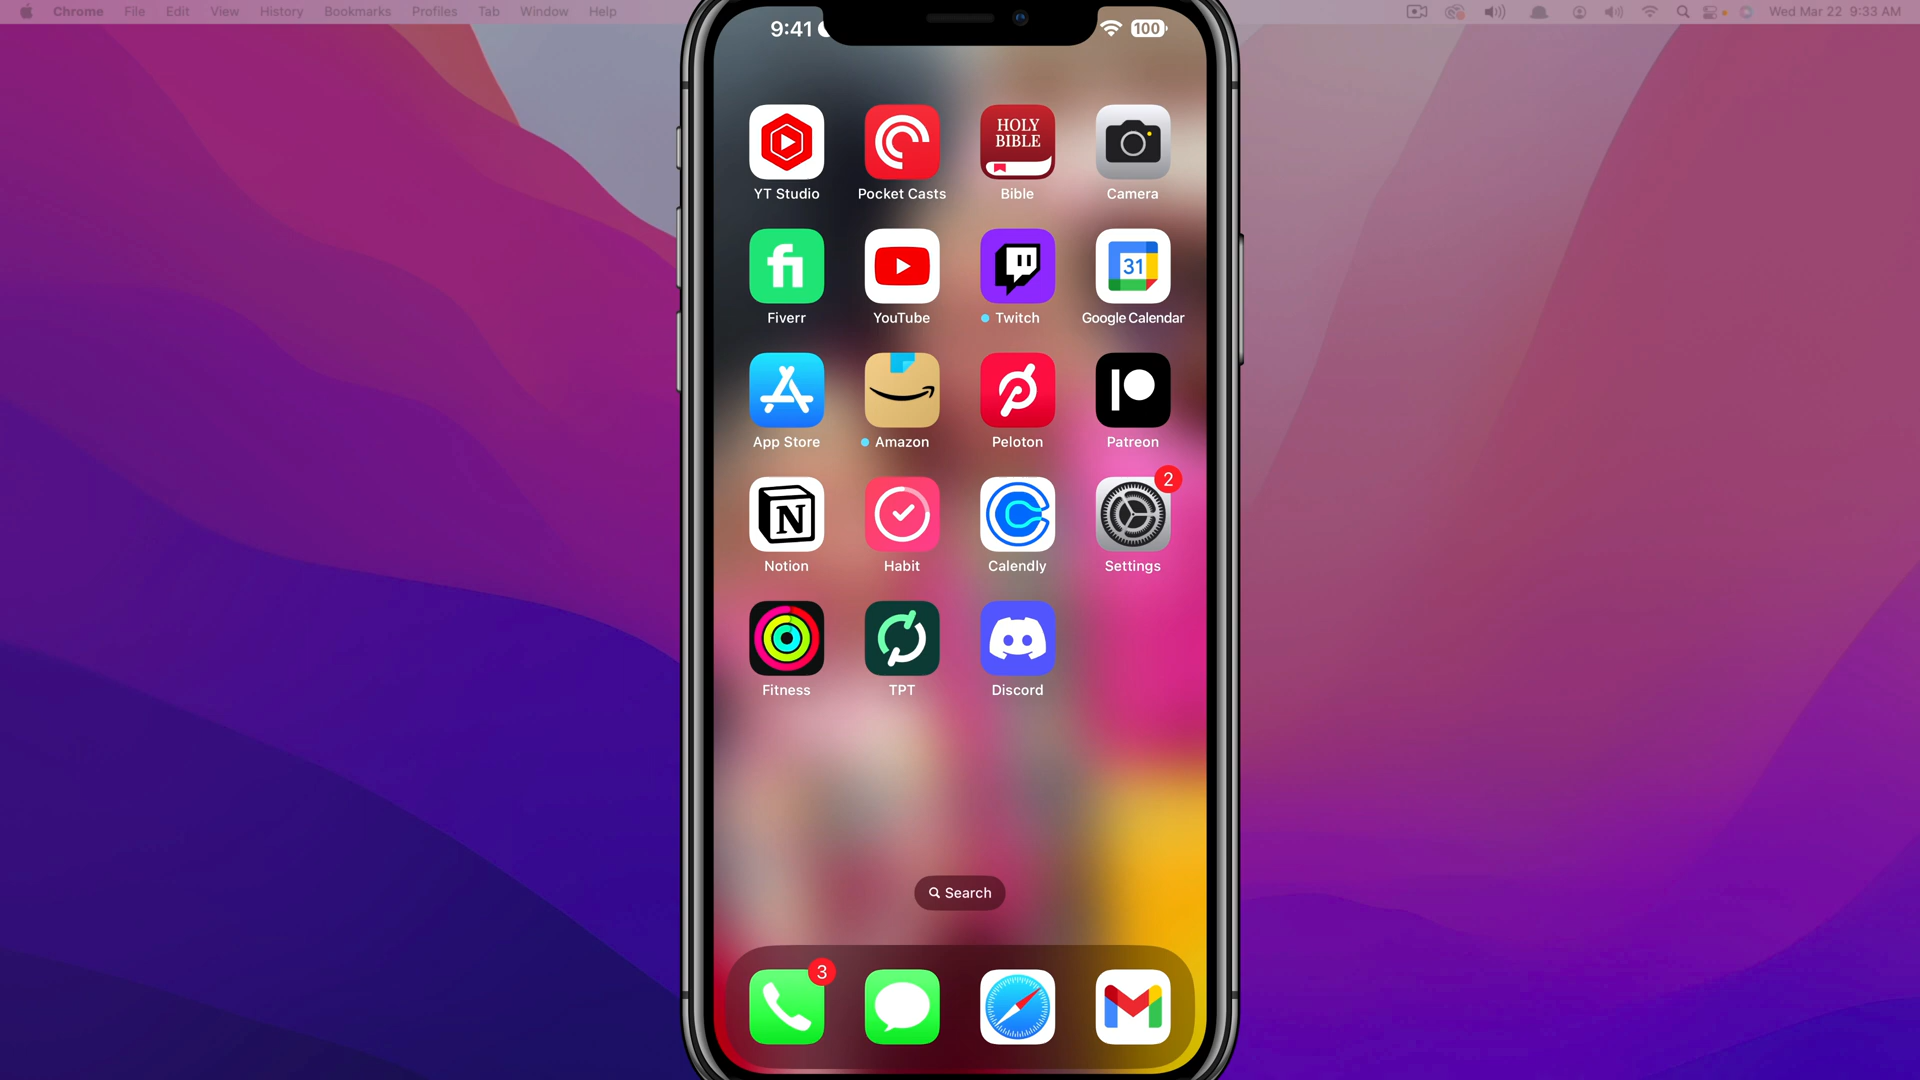 Chrome File Edit View History Bookmarks Profiles Tab Window Help
Wed Mar 22 9:33 AM
9:41
100
HOLY
BIBLE
YT Studio Pocket Casts Bible Camera
fi
31
Fiverr YouTube Twitch Google Calendar
App Store Amazon Peloton Patreon
2
N
Notion Habit Calendly Settings
Fitness TPT Discord
Search
3